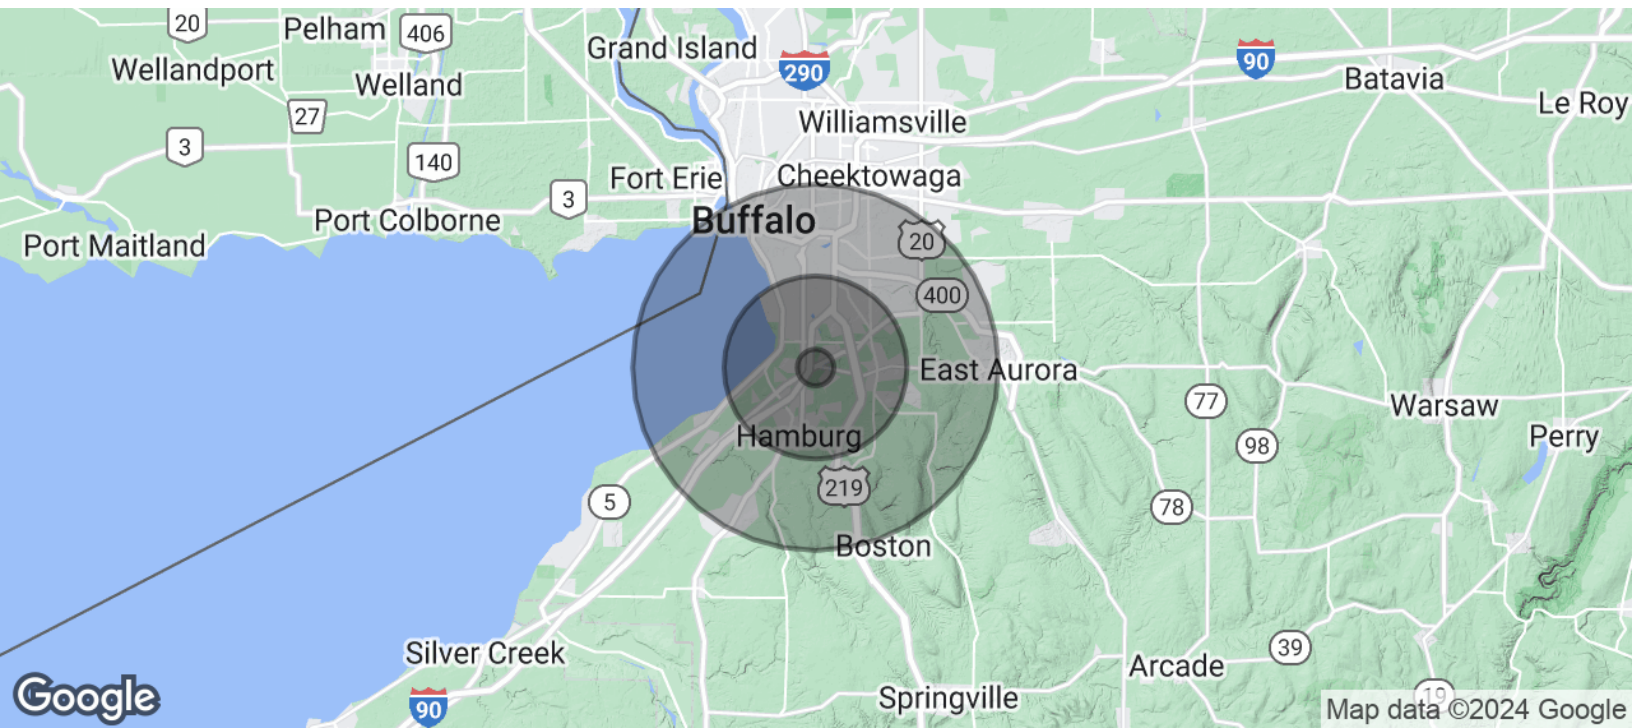 20
Pelham
406
Grand Island
290
90
Wellandport
Welland
Batavia
Le Roy
27
Williamsville
3
140
Fort Erie
Cheektowaga
3
Port Colborne
Buffalo
Port Maitland
20
400
East Aurora
77
Warsaw
Hamburg
98
Perry
219
5
78
Boston
Silver Creek
39
Arcade
Google
90
Springville
19
Map data ©2024 Google